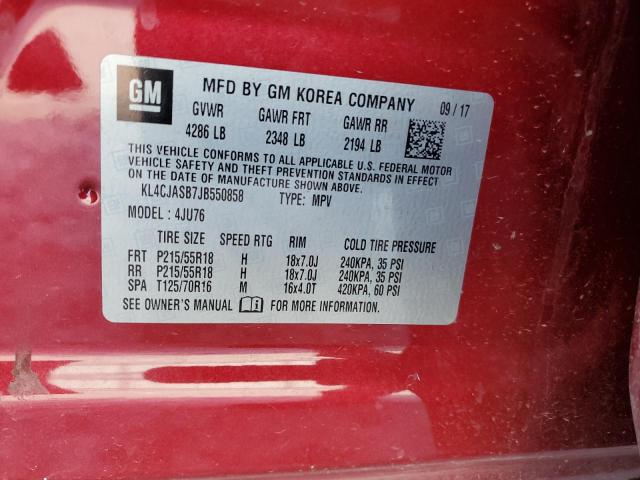 GM
MFD BY GM KOREA COMPANY 09 / 17
GVWR GAWR FRT GAWR RR
4286 LB 2348 LB 2194 LB
THIS VEHICLE CONFORMS TO ALL APPLICABLE U.S. FEDERAL MOTOR
VEHICLE SAFETY AND THEFT PREVENTION STANDARDS IN EFFECT
ON THE DATE OF MANUFACTURE SHOWN ABOVE.
KL4CJASB7JB550858 TYPE: MPV
MODEL: 4JU76
TIRE SIZE SPEED RTG RIM COLD TIRE PRESSURE
FRT P215/55R18 H 18x7.0J 240KPA, 35 PSI
RR P215/55R18 H 18x7.0J 240KPA, 35 PSI
SPA T125/70R16 M 16x4.0T 420KPA, 60 PSI
SEE OWNER'S MANUAL FOR MORE INFORMATION.